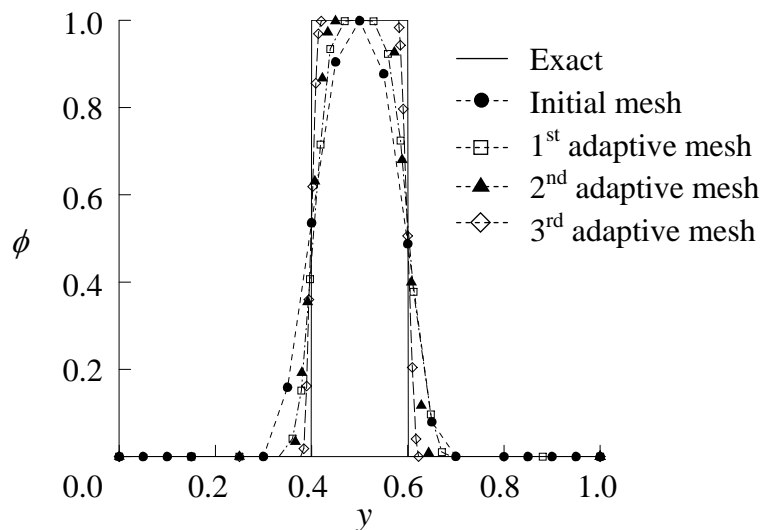 1.0
0.8
0.6
0.4
0.2
0.0 0.2 0.4 0.6 0.8 1.0
ϕ
y
Exact
Initial mesh
1st adaptive mesh
2nd adaptive mesh
3rd adaptive mesh